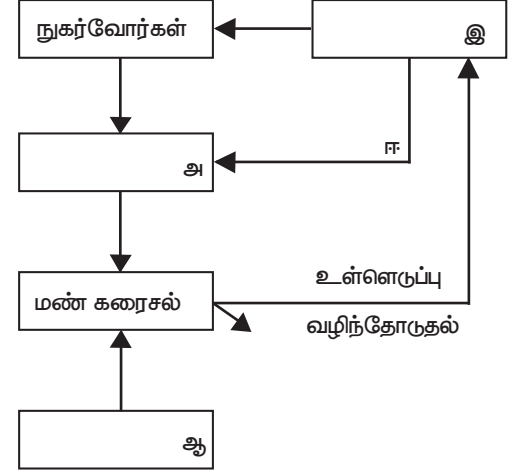 நுகர்வோர்கள்
இ
ஈ
அ
உள்ளெடுப்பு
மண் கரைசல்
வழிந்தோடுதல்
ஆ